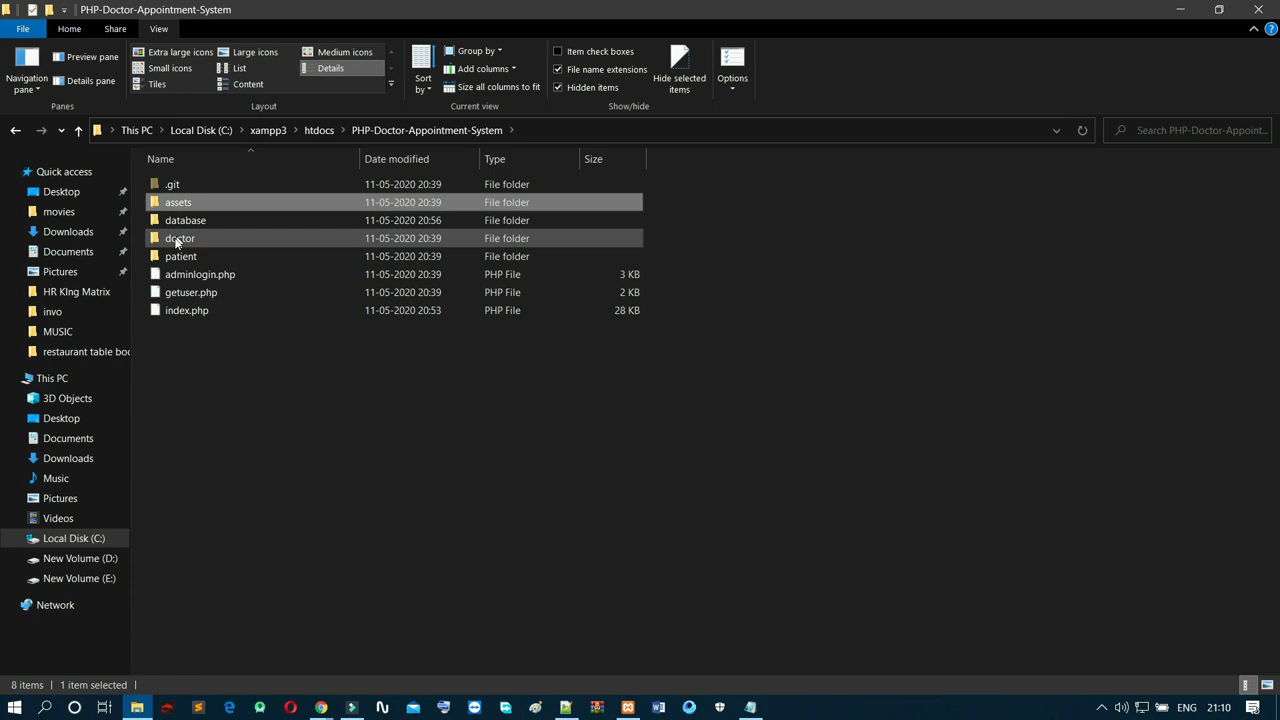 PHP-Doctor-Appointment-System
File Home Share View
Navigation pane
Preview pane
Details pane
Panes
Extra large icons Large icons Medium icons
Small icons List Details
Tiles Content
Layout
Sort by
Group by
Add columns
Size all columns to fit
Current view
Item check boxes
File name extensions
Hidden items
Hide selected items
Show/hide
Options
This PC Local Disk (C:) xampp3 htdocs PHP-Doctor-Appointment-System
Search PHP-Doctor-Appoint...
Quick access
Desktop
movies
Downloads
Documents
Pictures
HR KIng Matrix
invo
MUSIC
restaurant table boo
This PC
3D Objects
Desktop
Documents
Downloads
Music
Pictures
Videos
Local Disk (C:)
New Volume (D:)
New Volume (E:)
Network
Name Date modified Type Size
.git 11-05-2020 20:39 File folder
assets 11-05-2020 20:39 File folder
database 11-05-2020 20:56 File folder
doctor 11-05-2020 20:39 File folder
patient 11-05-2020 20:39 File folder
adminlogin.php 11-05-2020 20:39 PHP File 3 KB
getuser.php 11-05-2020 20:39 PHP File 2 KB
index.php 11-05-2020 20:53 PHP File 28 KB
8 items 1 item selected
ENG 21:10